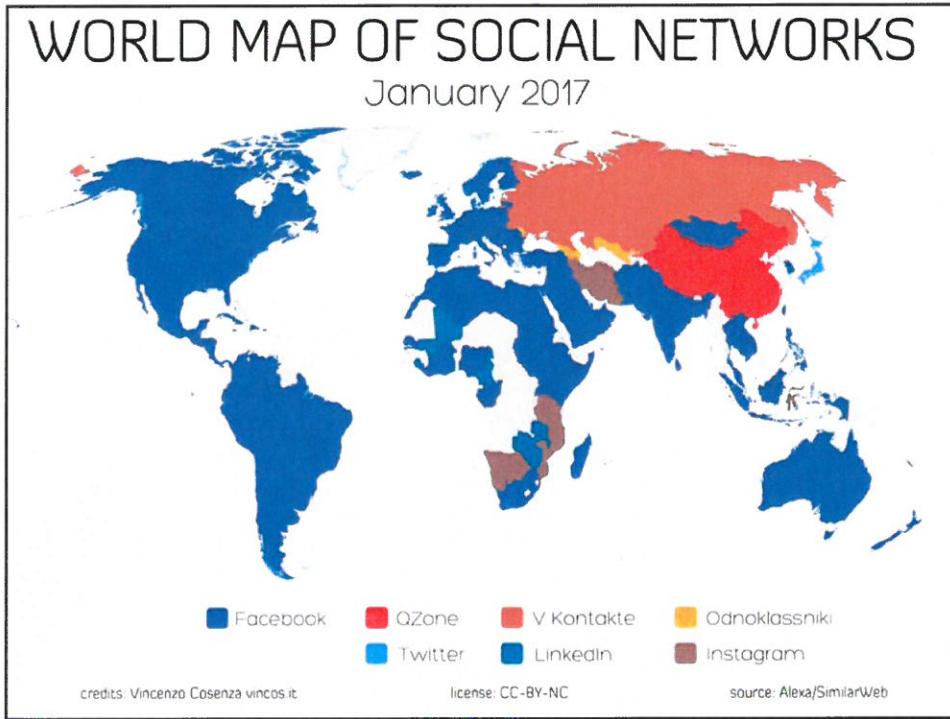 WORLD MAP OF SOCIAL NETWORKS
January 2017
Facebook QZone V Kontakte Odnoklassniki
Twitter LinkedIn Instagram
credits: Vincenzo Cosenza vincos.it license: CC-BY-NC source: Alexa/SimilarWeb